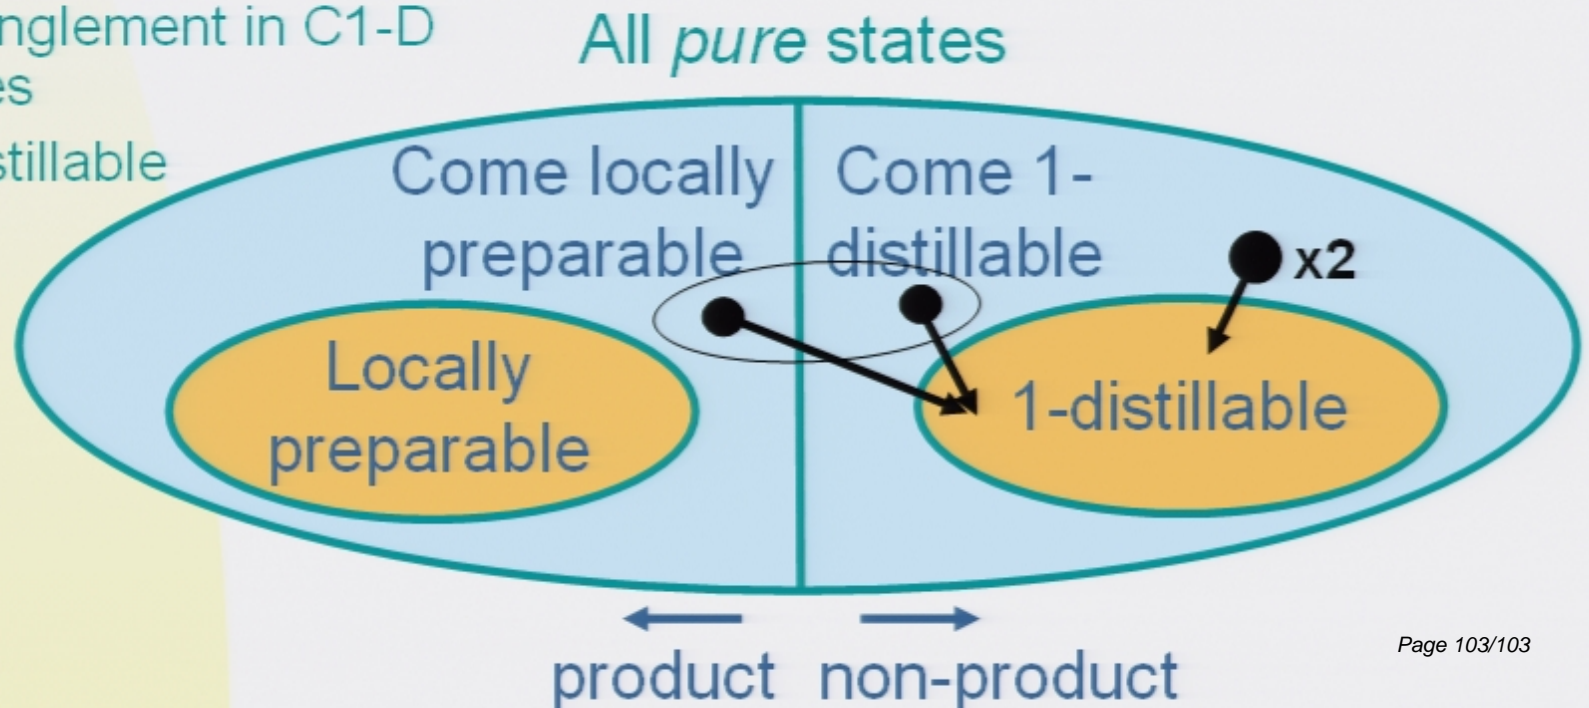 nglement in C1-D
es
stillable
All pure states
Come locally
preparable
Come 1-
distillable
x2
Locally
preparable
1-distillable
product
non-product
Page 103/103